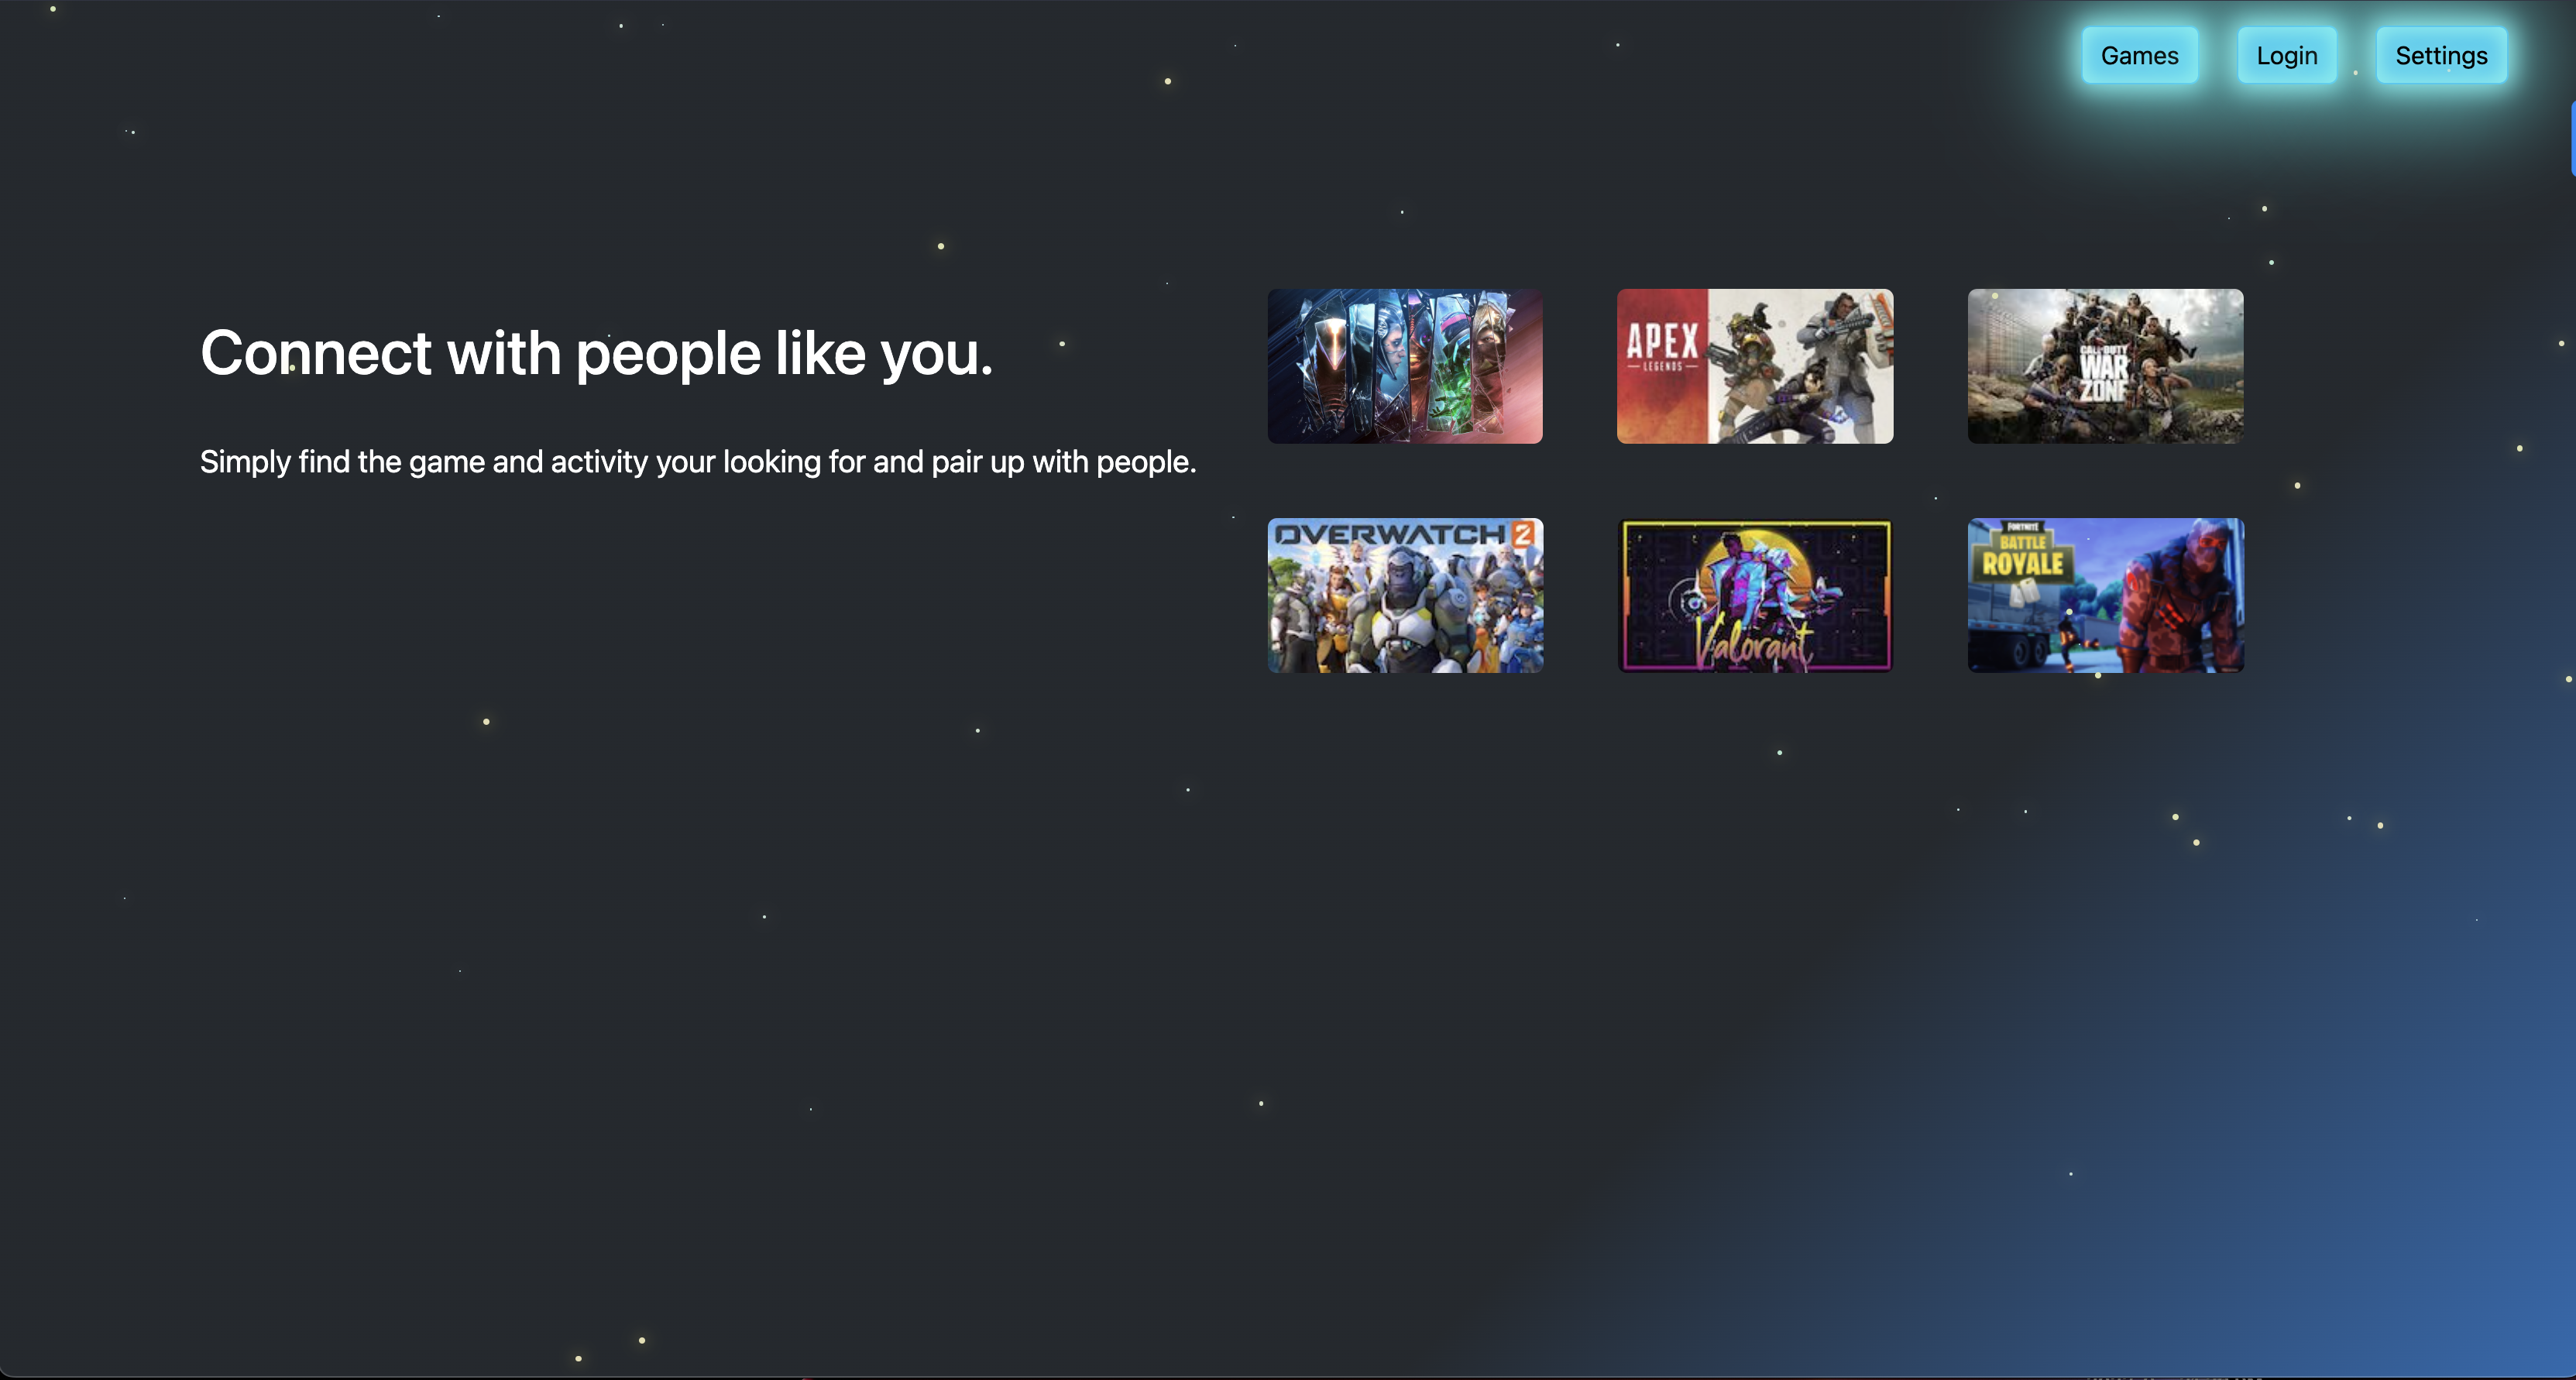 Games
Login
Settings
Connect with people like you.
Simply find the game and activity your looking for and pair up with people.
APEX
LEGENDS
CALL OF DUTY
WAR
ZONE
OVERWATCH 2
Valorant
FORTNITE
BATTLE
ROYALE